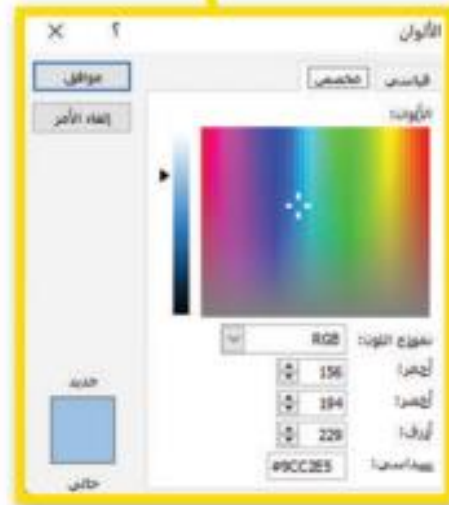 الألوان ؟ ×
قياسي مخصص موافق
الألوان: إلغاء الأمر
نموذج اللون: RGB
أحمر: 156
أخضر: 194
أزرق: 229
سداسي: #9CC2E5
جديد
حالي